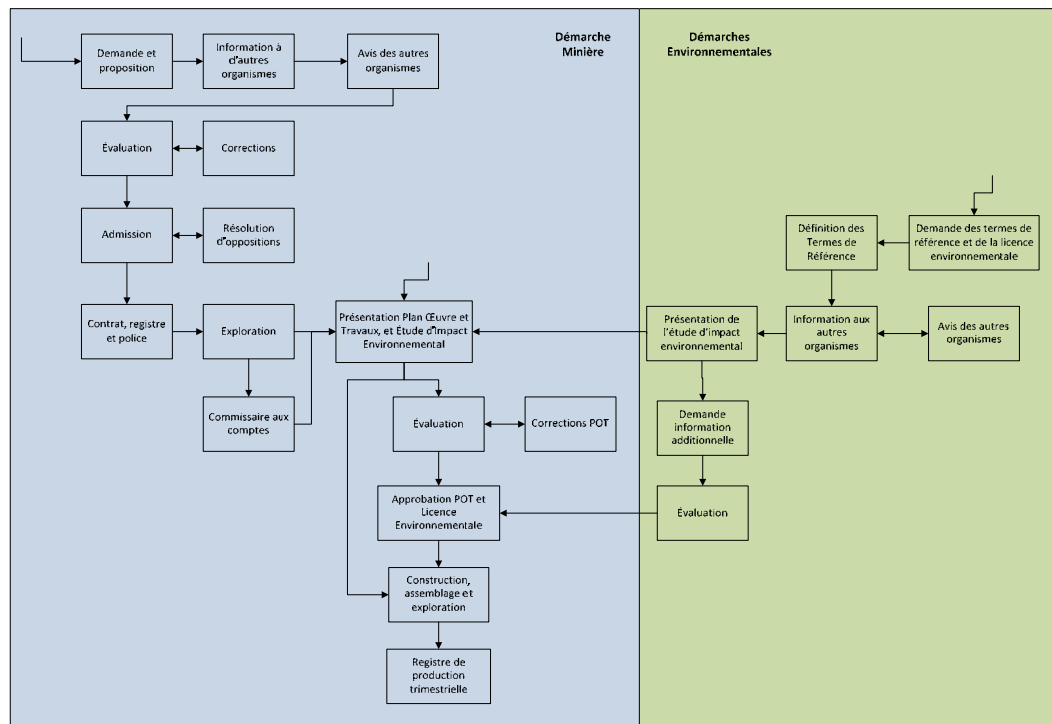 Démarche
Minière
Démarches
Environnementales
Demande et
proposition
Information à
d'autres
organismes
Avis des autres
organismes
Évaluation
Corrections
Admission
Résolution
d'oppositions
Contrat, registre
et police
Exploration
Commissaire aux
comptes
Présentation Plan Œuvre et
Travaux, et Étude d'Impact
Environnemental
Évaluation
Corrections POT
Approbation POT et
Licence
Environnementale
Construction,
assemblage et
exploration
Registre de
production
trimestrielle
Demande des termes de
référence et de la licence
environnementale
Définition des
Termes de
Référence
Information aux
autres
organismes
Avis des autres
organismes
Présentation de
l'étude d'impact
environnemental
Demande
information
additionnelle
Évaluation